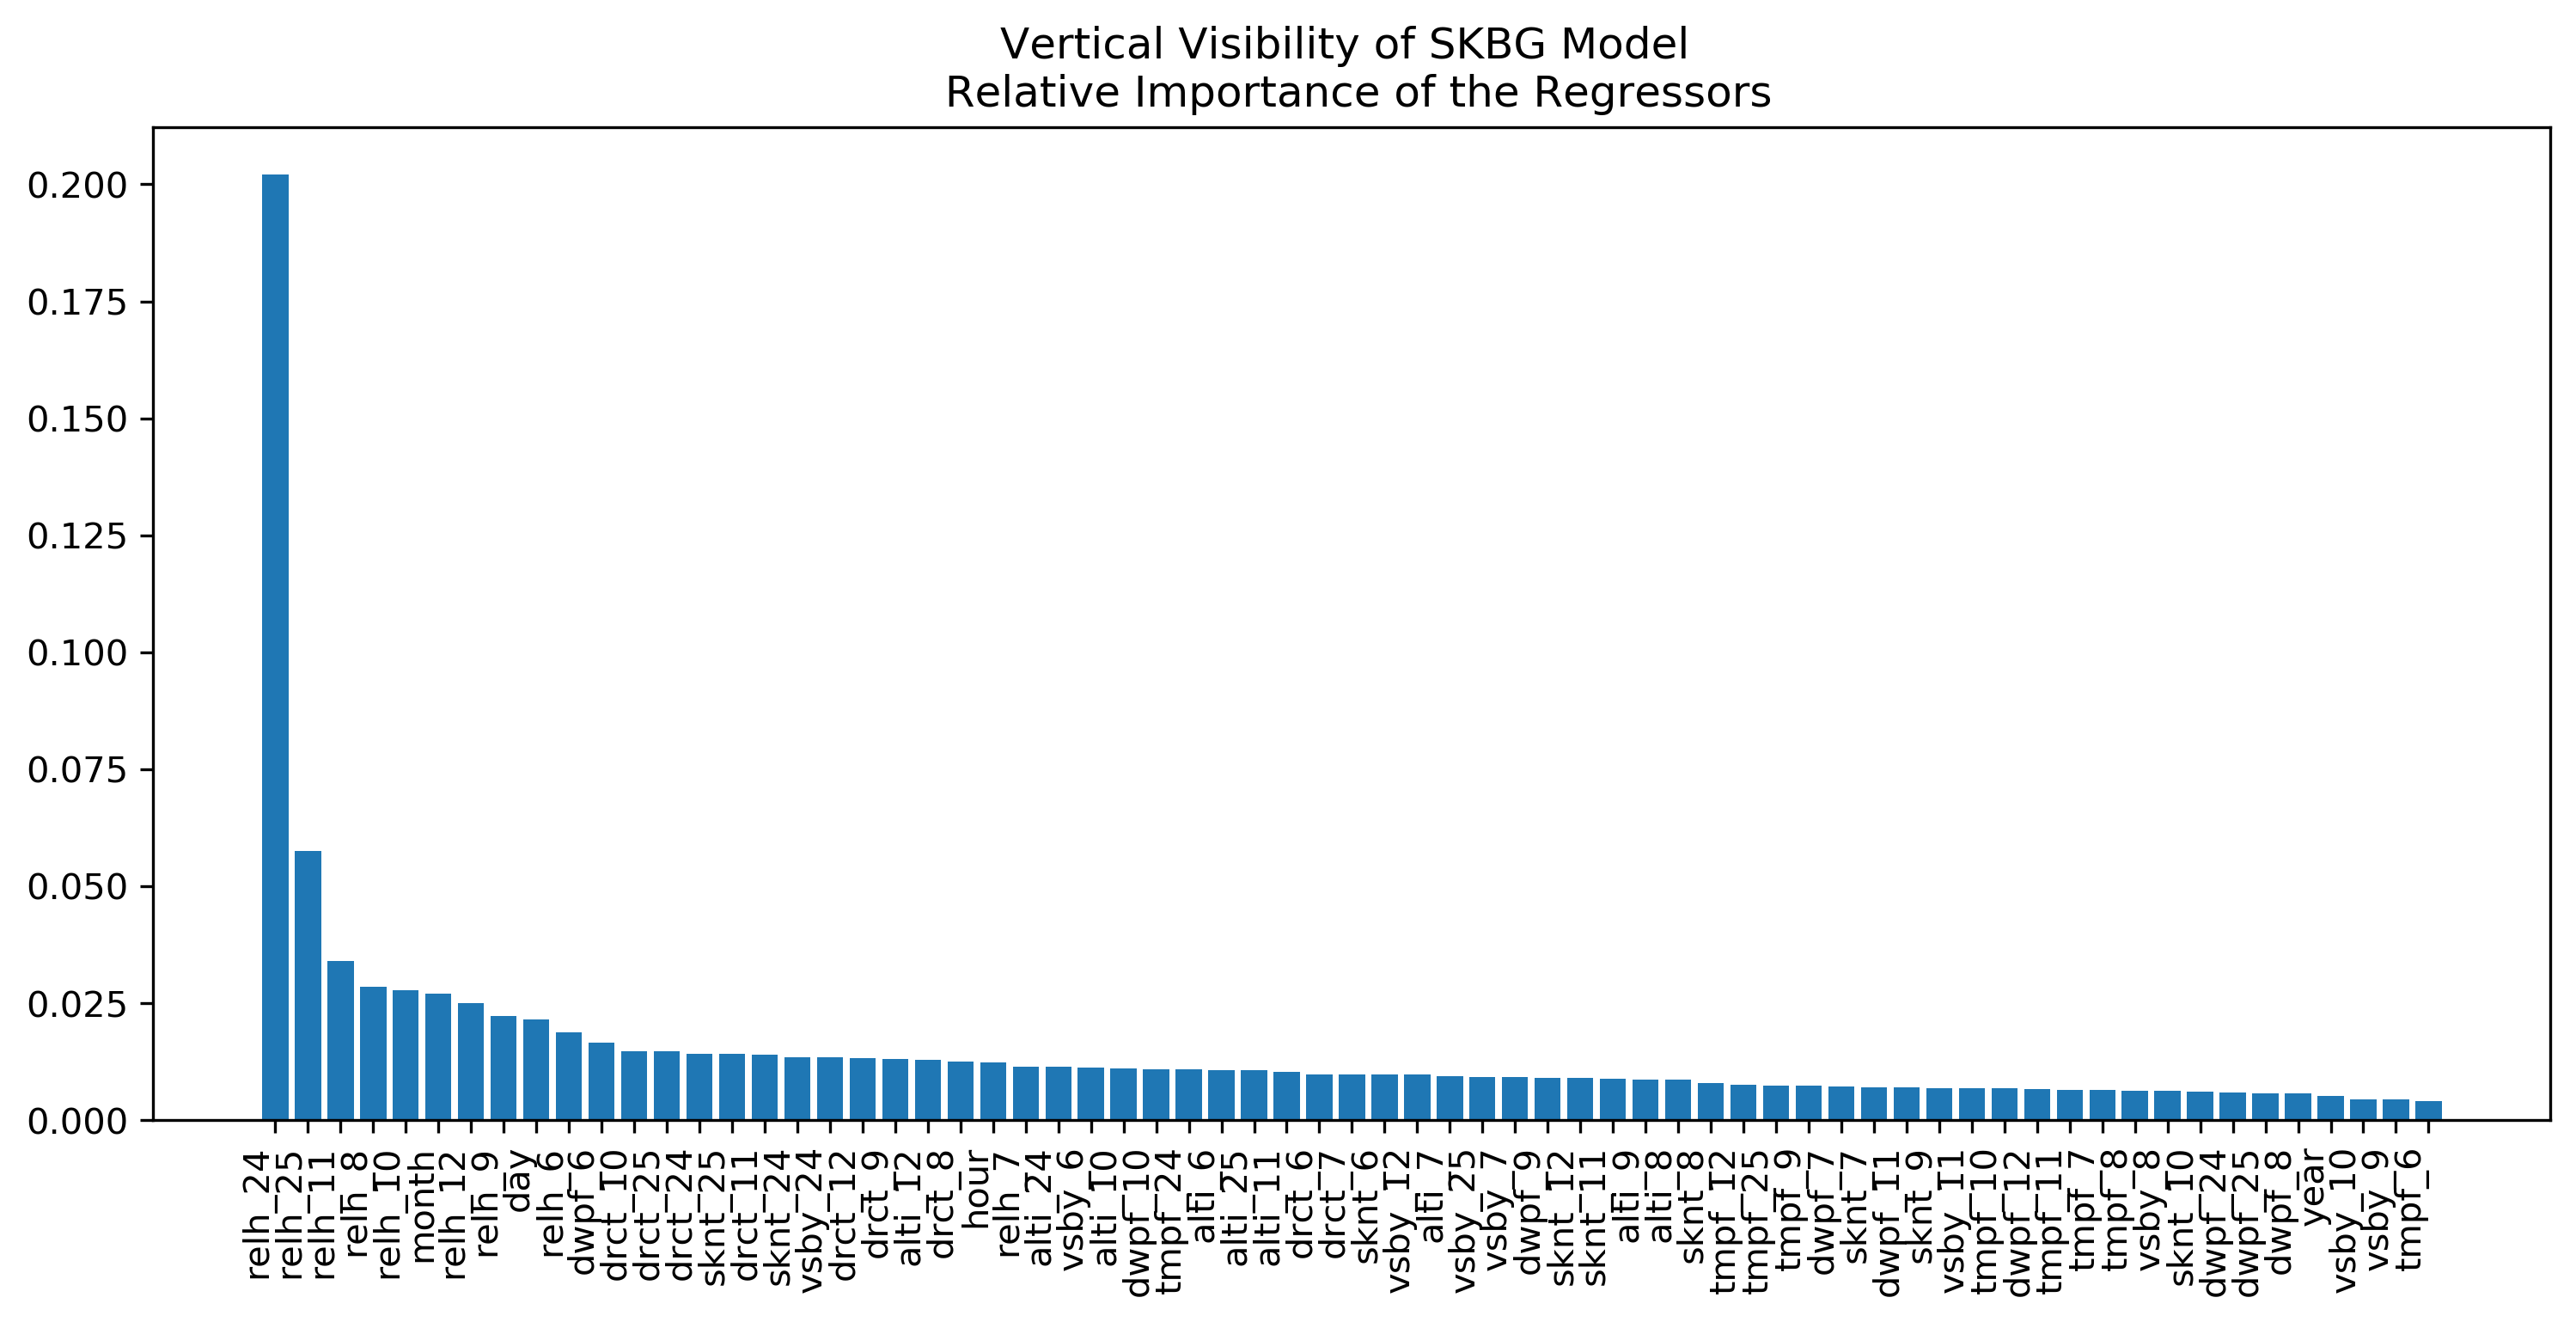 Vertical Visibility of SKBG Model
Relative Importance of the Regressors
0.200
0.175
0.150
0.125
0.100
0.075
0.050
0.025
0.000
relh_24
relh_25
relh_11
relh_8
relh_10
month
relh_12
relh_9
day
relh_6
dwpf_6
drct_10
drct_25
drct_24
sknt_25
drct_11
sknt_24
vsby_24
drct_12
drct_9
alti_12
drct_8
hour
relh_7
alti_24
vsby_6
alti_10
dwpf_10
tmpf_24
alti_6
alti_25
alti_11
drct_6
drct_7
sknt_6
vsby_12
alti_7
vsby_25
vsby_7
dwpf_9
sknt_12
sknt_11
alti_9
alti_8
sknt_8
tmpf_12
tmpf_25
tmpf_9
dwpf_7
sknt_7
dwpf_11
sknt_9
vsby_11
tmpf_10
dwpf_12
tmpf_11
tmpf_7
tmpf_8
vsby_8
sknt_10
dwpf_24
dwpf_25
dwpf_8
year
vsby_10
vsby_9
tmpf_6